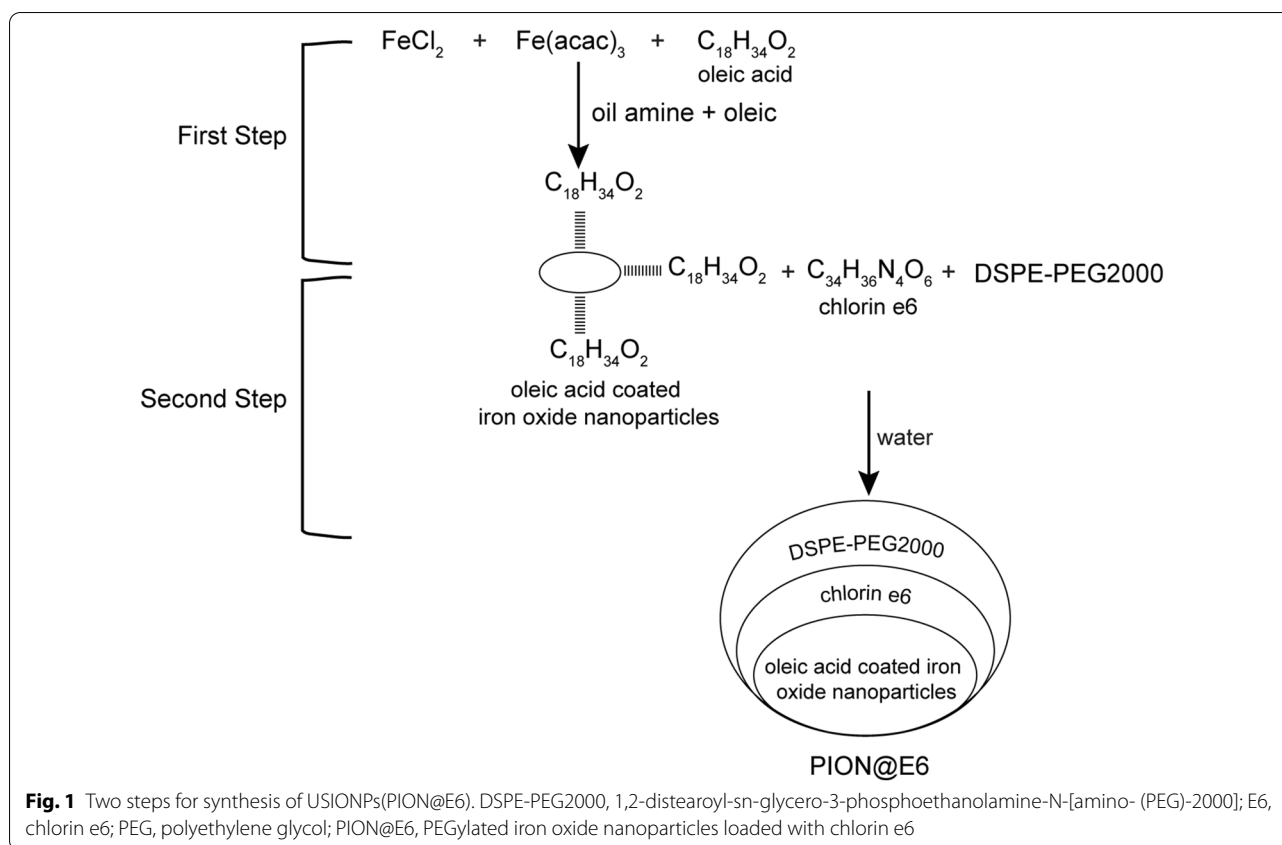 FeCl₂ + Fe(acac)₃ + C₁₈H₃₄O₂
oleic acid
oil amine + oleic
First Step
C₁₈H₃₄O₂
C₁₈H₃₄O₂ + C₃₄H₃₆N₄O₆ + DSPE-PEG2000
chlorin e6
C₁₈H₃₄O₂
oleic acid coated
iron oxide nanoparticles
Second Step
water
DSPE-PEG2000
chlorin e6
oleic acid coated iron
oxide nanoparticles
PION@E6
Fig. 1 Two steps for synthesis of USIONPs(PION@E6). DSPE-PEG2000, 1,2-distearoyl-sn-glycero-3-phosphoethanolamine-N-[amino- (PEG)-2000]; E6,
chlorin e6; PEG, polyethylene glycol; PION@E6, PEGylated iron oxide nanoparticles loaded with chlorin e6